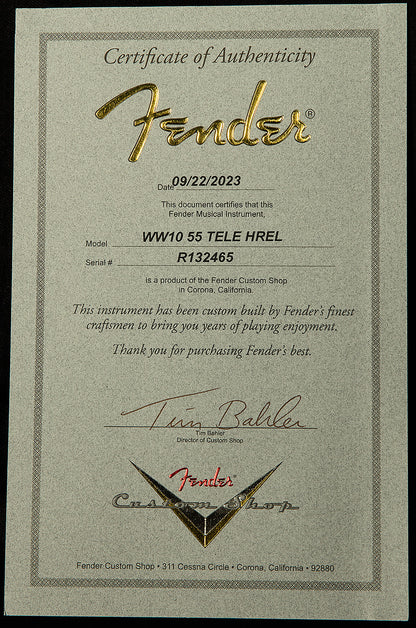 Certificate of Authenticity
Fender®
Date 09/22/2023
This document certifies that this
Fender Musical Instrument,
Model WW10 55 TELE HREL
Serial # R132465
is a product of the Fender Custom Shop
in Corona, California.
This instrument has been custom built by Fender's finest
craftsmen to bring you years of playing enjoyment.
Thank you for purchasing Fender's best.
Tim Bahler
Tim Bahler
Director of Custom Shop
Fender®
Custom Shop
Fender Custom Shop • 311 Cessna Circle • Corona, California • 92880